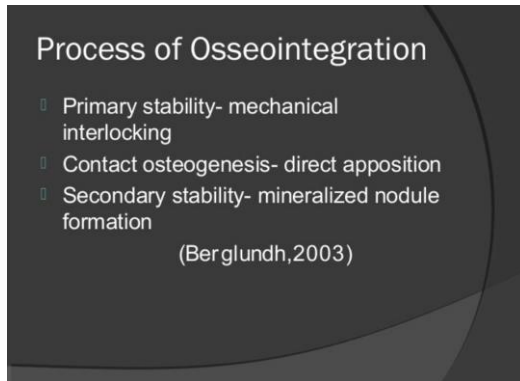 Process of Osseointegration
Primary stability- mechanical
interlocking
Contact osteogenesis- direct apposition
Secondary stability- mineralized nodule
formation
(Berglundh,2003)